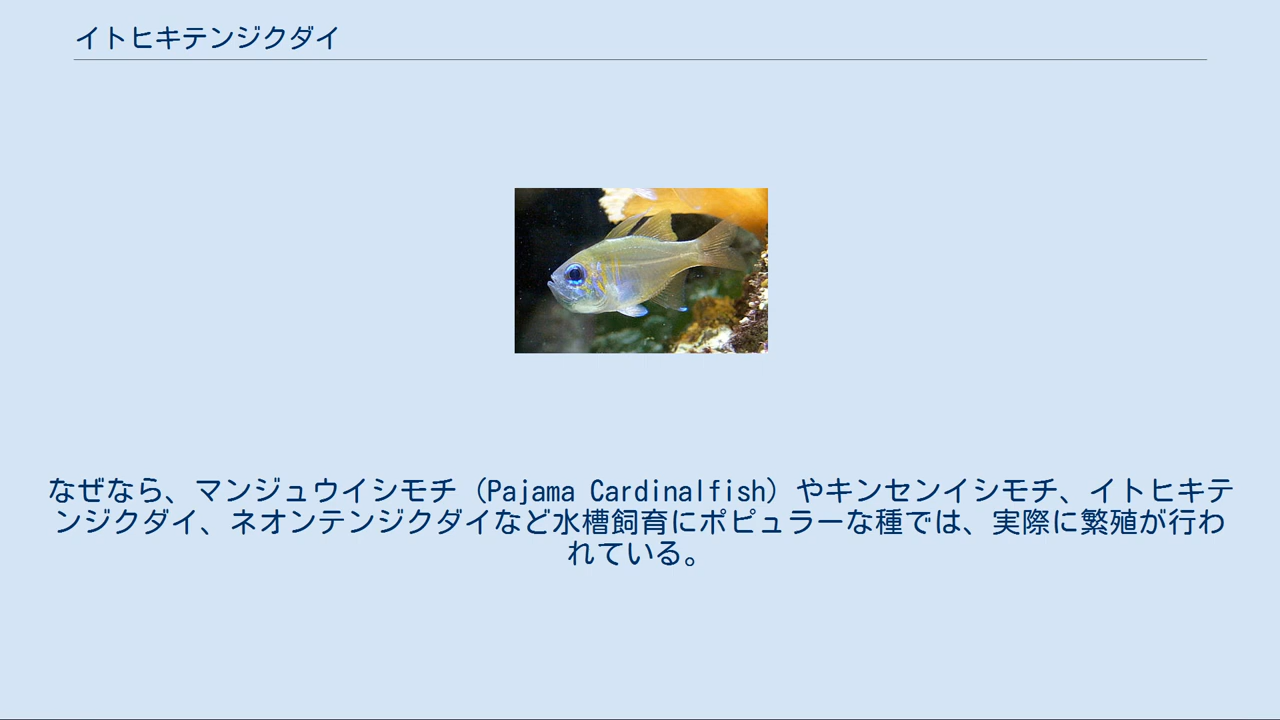 イトヒキテンジクダイ
なぜなら、マンジュウイシモチ（Pajama Cardinalfish）やキンセンイシモチ、イトヒキテ
ンジクダイ、ネオンテンジクダイなど水槽飼育にポピュラーな種では、実際に繁殖が行わ
れている。